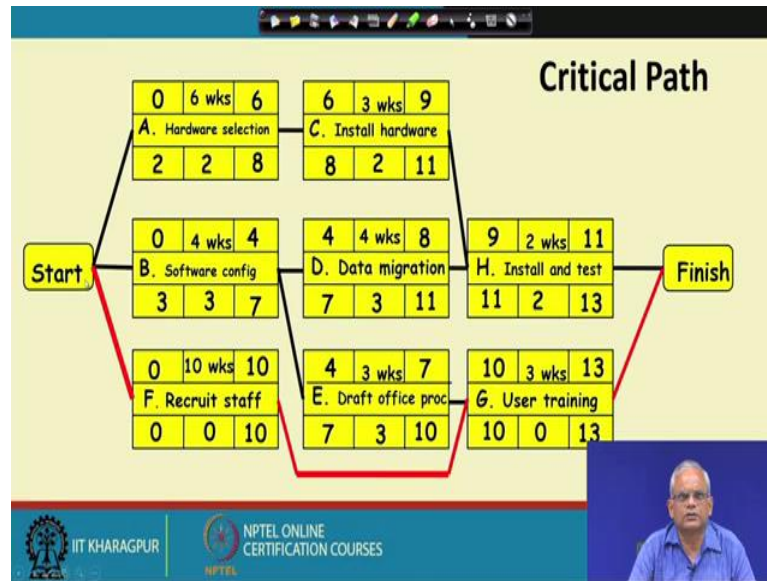 Critical Path
0 6 wks 6
A. Hardware selection
2 2 8
6 3 wks 9
C. Install hardware
8 2 11
0 4 wks 4
B. Software config
3 3 7
4 4 wks 8
D. Data migration
7 3 11
9 2 wks 11
H. Install and test
11 2 13
Start
Finish
0 10 wks 10
F. Recruit staff
0 0 10
4 3 wks 7
E. Draft office proc
7 3 10
10 3 wks 13
G. User training
10 0 13
IIT KHARAGPUR
NPTEL
NPTEL ONLINE
CERTIFICATION COURSES